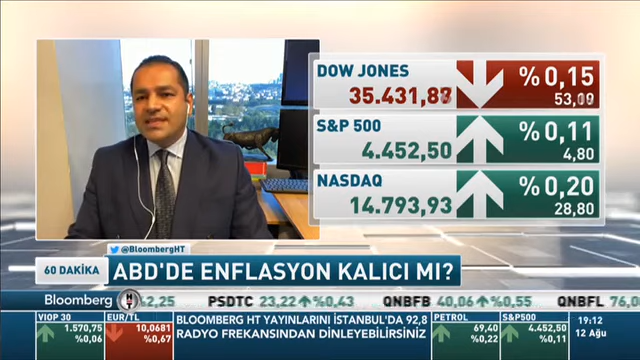 DOW JONES
% 0,15
35.431,88
53,09
S&P 500
% 0,11
4.452,50
4,80
NASDAQ
% 0,20
14.793,93
28,80
@BloombergHT
60 DAKİKA
ABD'DE ENFLASYON KALICI MI?
Bloomberg HT
62,25 PSDTC 23,22 %0,43 QNBFB 40,06 %0,55 QNBFL 76,0
VIOP 30
1.570,75
%0,06
EUR/TL
10,0681
%0,67
BLOOMBERG HT YAYINLARINI İSTANBUL'DA 92,8
RADYO FREKANSINDAN DİNLEYEBİLİRSİNİZ
PETROL
69,40
%0,22
S&P500
4.452,50
%0,11
19:12
12 Ağu